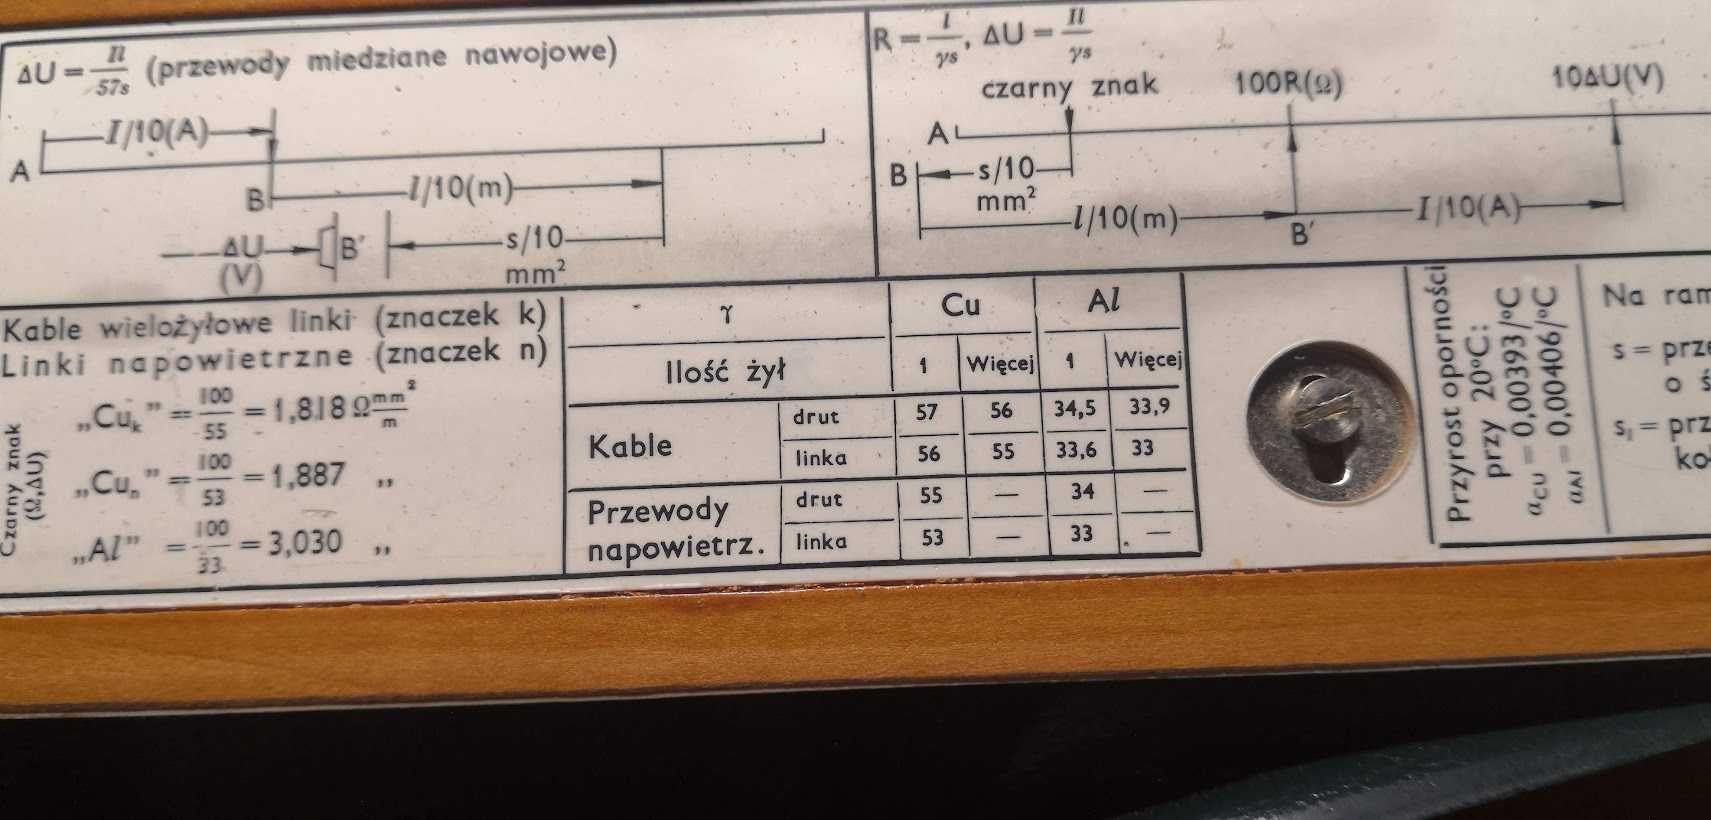 ΔU = Il/57s (przewody miedziane nawojowe)
I/10(A)
A
B
l/10(m)
ΔU (V)
B'
s/10 mm²
R = l/γs, ΔU = Il/γs
czarny znak
100R(Ω)
10ΔU(V)
A
B
s/10 mm²
l/10(m)
B'
I/10(A)
Kable wielożyłowe linki (znaczek k)
Linki napowietrzne (znaczek n)
Czarny znak
(Ω,ΔU)
„Cuk” = 100/55 = 1,818 Ω mm²/m
„Cun” = 100/53 = 1,887 „
„Al” = 100/33 = 3,030 „
γ Cu Al
Ilość żył 1 Więcej 1 Więcej
Kable drut 57 56 34,5 33,9
linka 56 55 33,6 33
Przewody napowietrz. drut 55 — 34 —
linka 53 — 33 —
Przyrost oporności
przy 20°C:
αCU = 0,00393/°C
αAl = 0,00406/°C
Na ram
s = prze
o ś
s₁ = prz
ko